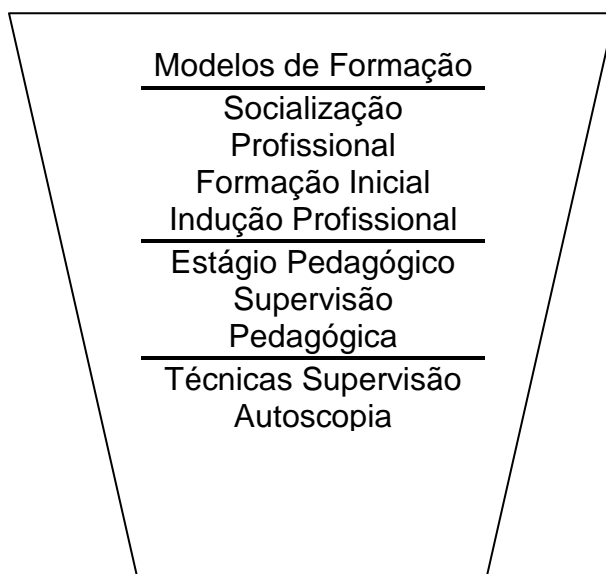 Modelos de Formação
Socialização
Profissional
Formação Inicial
Indução Profissional
Estágio Pedagógico
Supervisão
Pedagógica
Técnicas Supervisão
Autoscopia